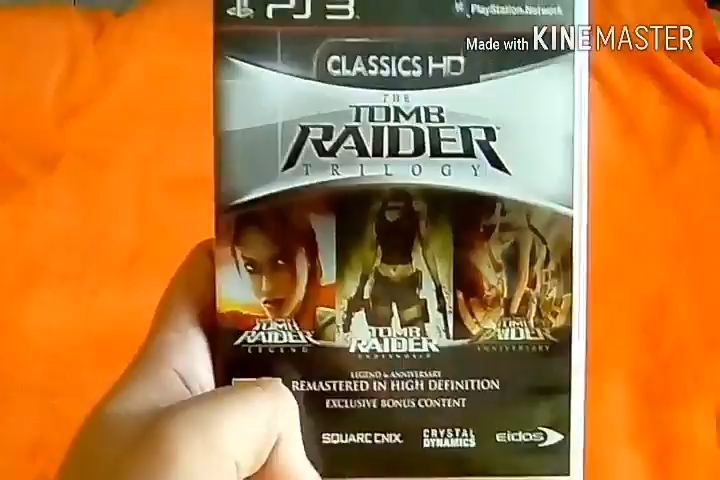 PS3
PlayStation Network
Made with KINEMASTER
CLASSICS HD
THE
TOMB
RAIDER
TRILOGY
TOMB
RAIDER
LEGEND
TOMB
RAIDER
UNDERWORLD
TOMB
RAIDER
ANNIVERSARY
LEGEND & ANNIVERSARY
REMASTERED IN HIGH DEFINITION
EXCLUSIVE BONUS CONTENT
SQUARE ENIX
CRYSTAL
DYNAMICS
eidos